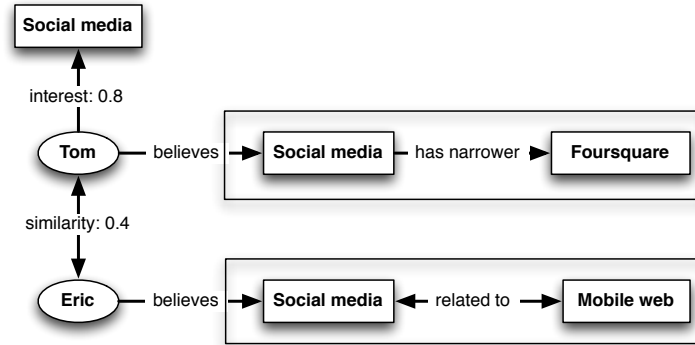 Social media
interest: 0.8
Tom believes Social media has narrower Foursquare
similarity: 0.4
Eric believes Social media related to Mobile web